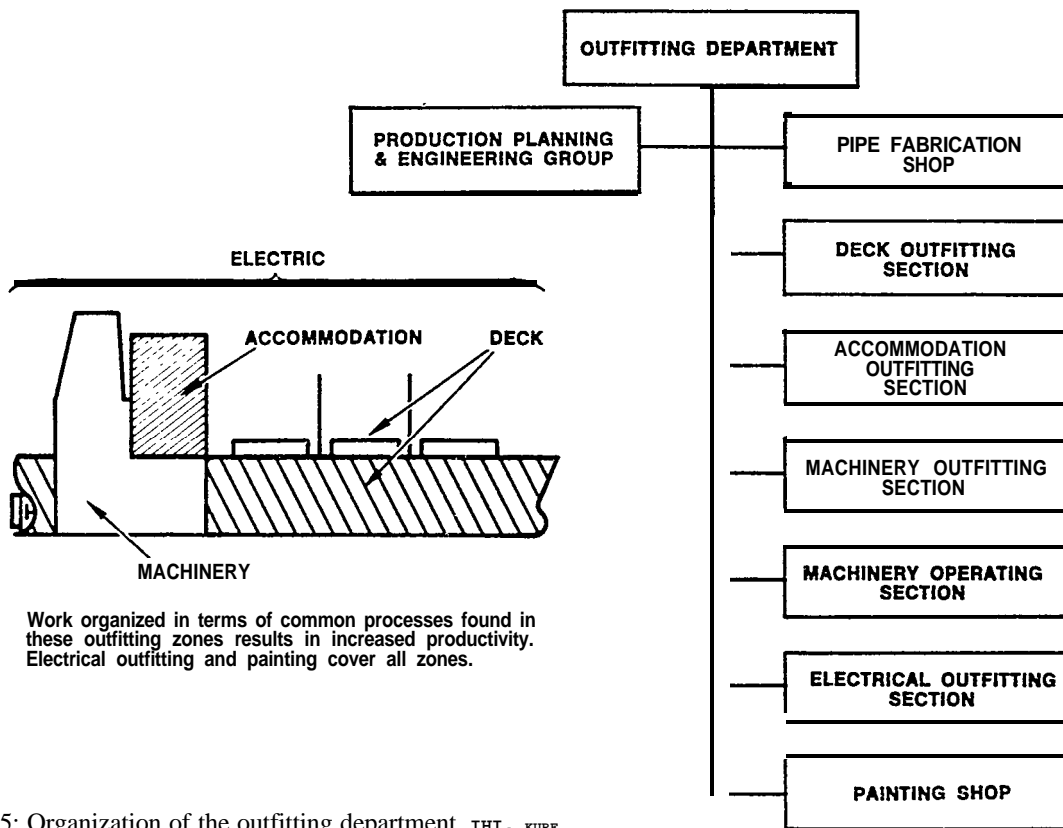 OUTFITTING DEPARTMENT
PRODUCTION PLANNING
& ENGINEERING GROUP
PIPE FABRICATION
SHOP
DECK OUTFITTING
SECTION
ACCOMMODATION
OUTFITTING
SECTION
MACHINERY OUTFITTING
SECTION
MACHINERY OPERATING
SECTION
ELECTRICAL OUTFITTING
SECTION
PAINTING SHOP
ELECTRIC
ACCOMMODATION
DECK
MACHINERY
Work organized in terms of common processes found in
these outfitting zones results in increased productivity.
Electrical outfitting and painting cover all zones.
5: Organization of the outfitting department